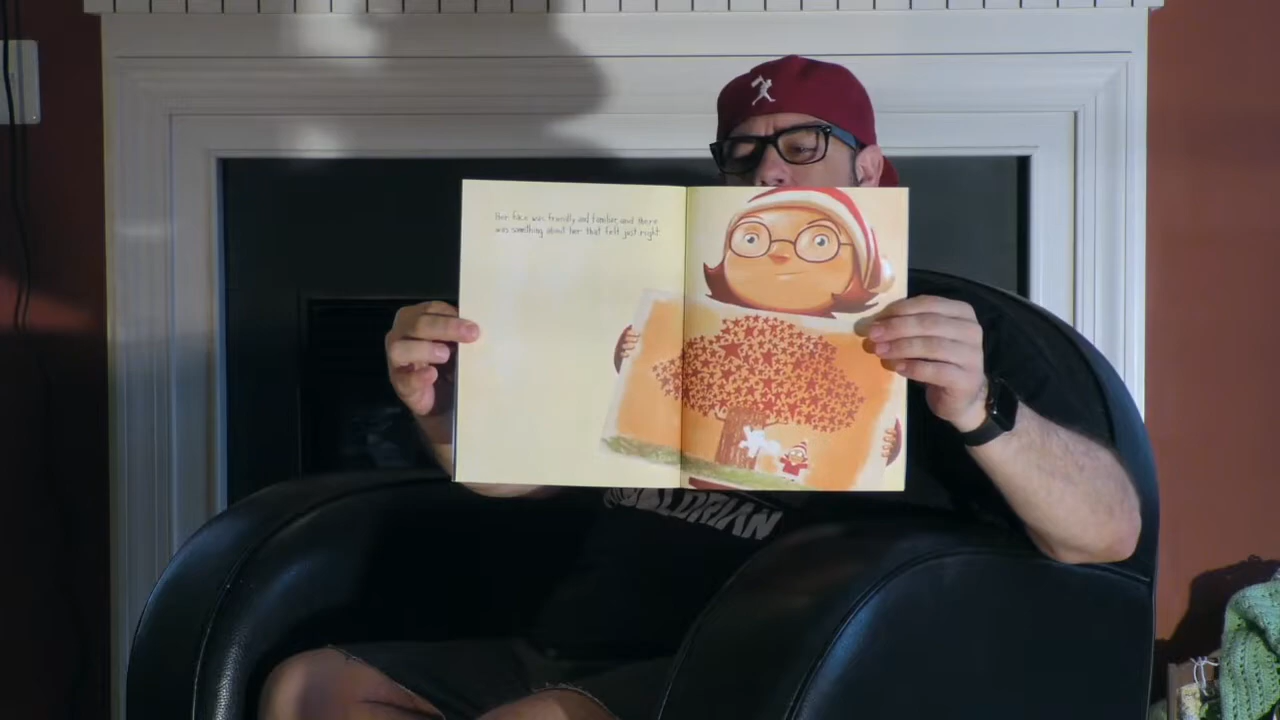 Her face was friendly and familiar, and there
was something about her that felt just right.